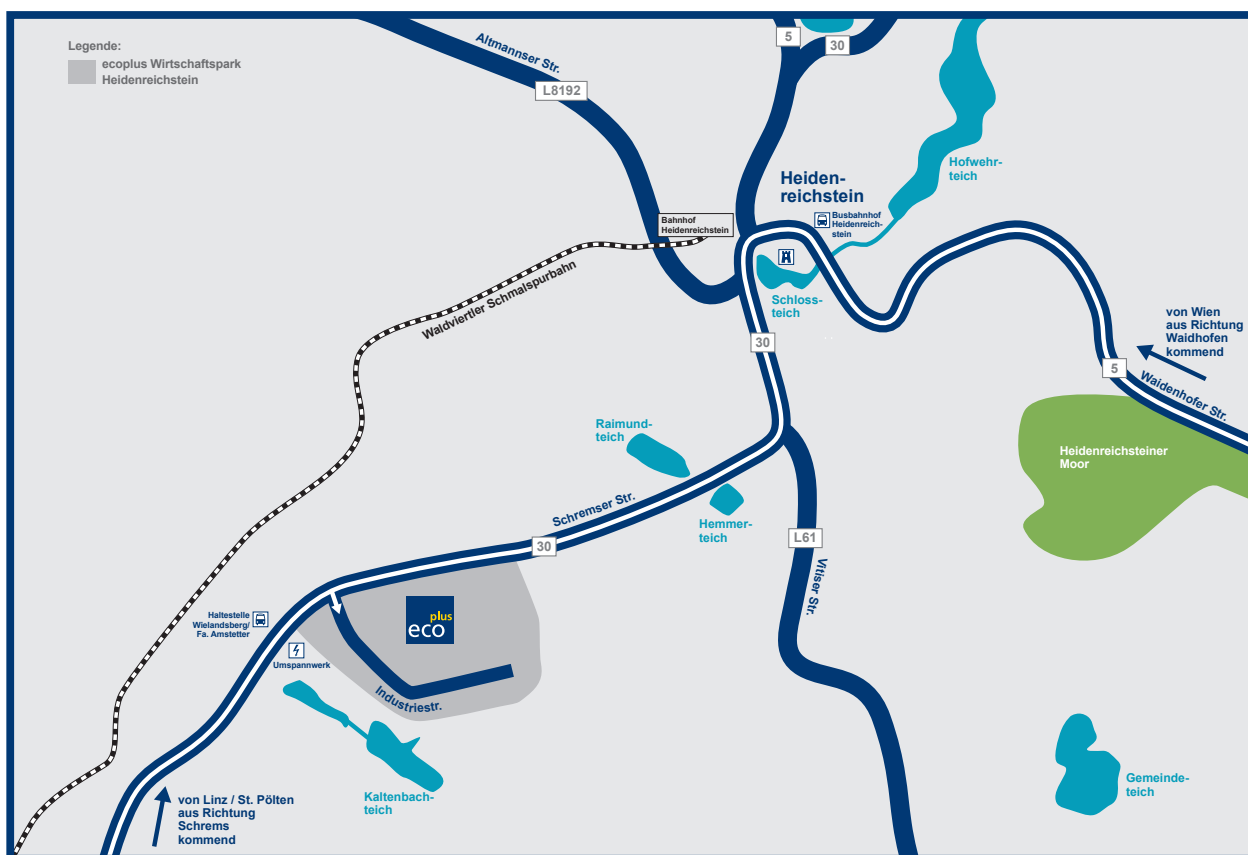 Legende:
ecoplus Wirtschaftspark
Heidenreichstein
Altmannser Str.
L8192
5
30
Hofwehr-
teich
Heiden-
reichstein
Bahnhof
Heidenreichstein
Busbahnhof
Heidenreich-
stein
Waldviertler Schmalspurbahn
Schloss-
teich
30
von Wien
aus Richtung
Waidhofen
kommend
5
Waidenhofer Str.
Raimund-
teich
Heidenreichsteiner
Moor
Schremser Str.
Hemmer-
teich
30
L61
Vitiser Str.
Haltestelle
Wielandsberg/
Fa. Amstetter
plus
eco
Umspannwerk
Industriestr.
Kaltenbach-
teich
Gemeinde-
teich
von Linz / St. Pölten
aus Richtung
Schrems
kommend